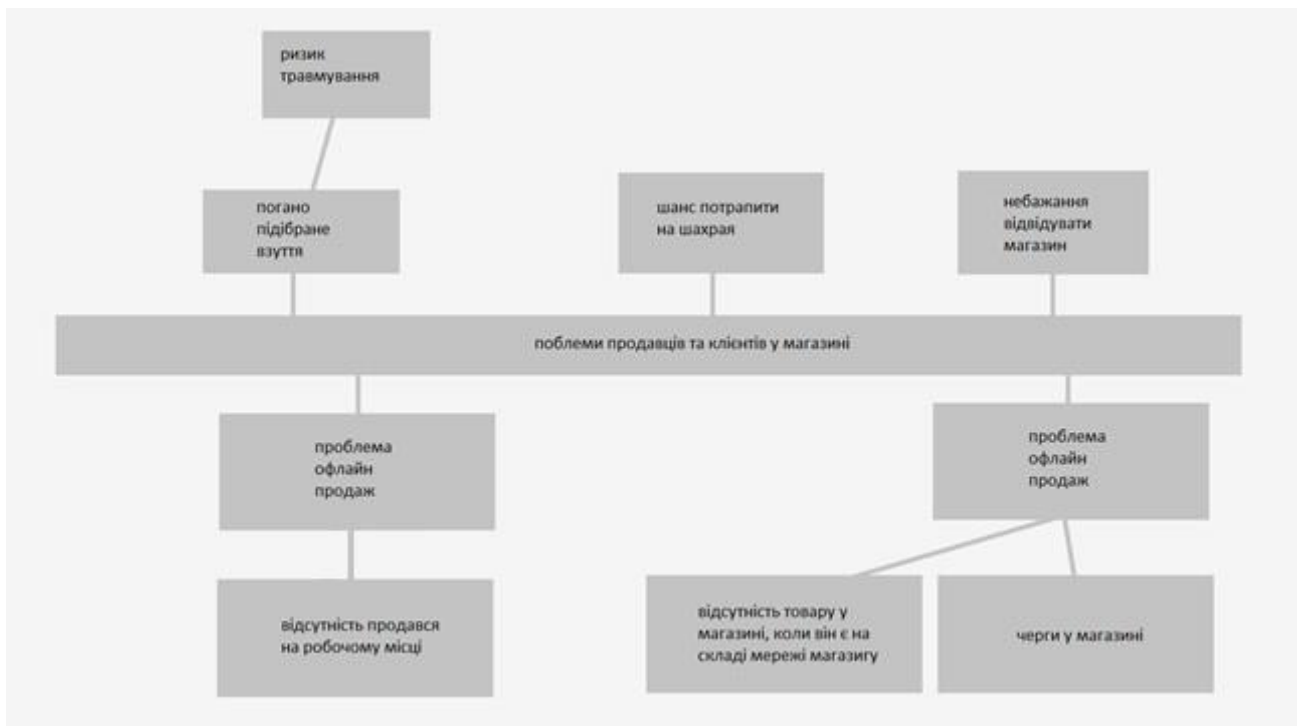 ризик
травмування
погано
підібране
взуття
шанс потрапити
на шахрая
небажання
відвідувати
магазин
поблеми продавців та клієнтів у магазині
проблема
офлайн
продаж
проблема
офлайн
продаж
відсутність продався
на робочому місці
відсутність товару у
магазині, коли він є на
складі мережі магазигу
черги у магазині